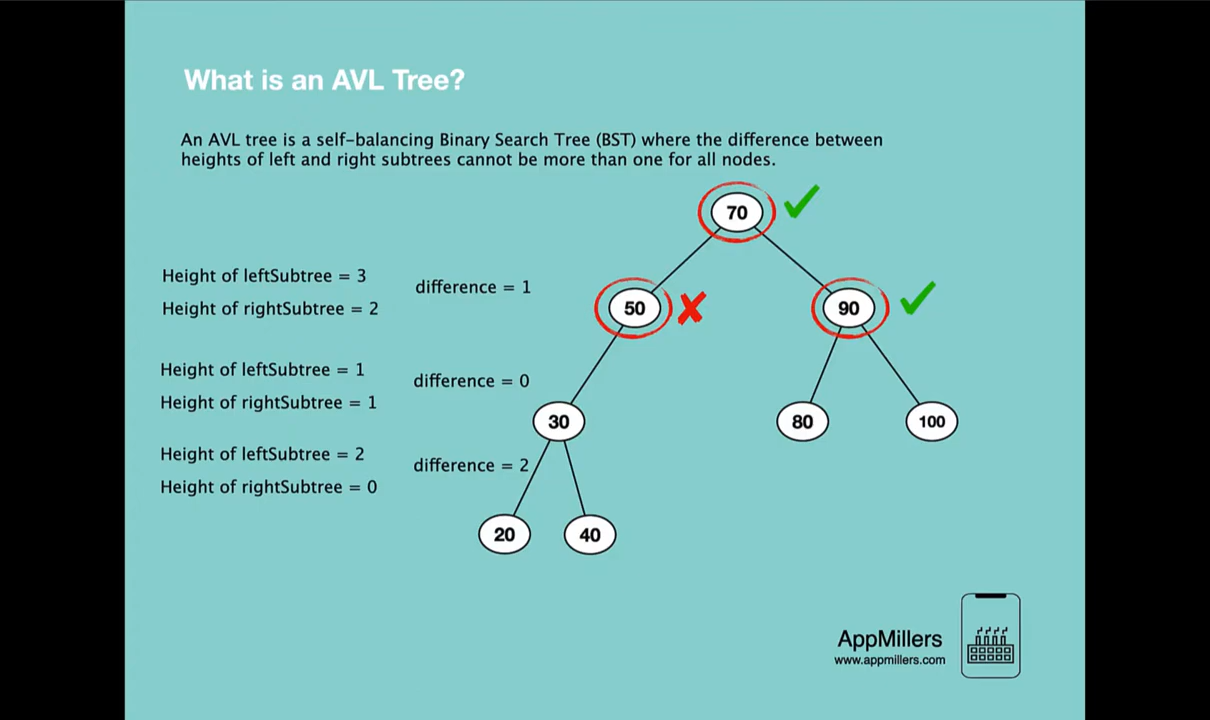 What is an AVL Tree?
An AVL tree is a self-balancing Binary Search Tree (BST) where the difference between
heights of left and right subtrees cannot be more than one for all nodes.
70
Height of leftSubtree = 3
difference = 1
Height of rightSubtree = 2
50
90
Height of leftSubtree = 1
difference = 0
Height of rightSubtree = 1
30
80
100
Height of leftSubtree = 2
difference = 2
Height of rightSubtree = 0
20
40
AppMillers
www.appmillers.com